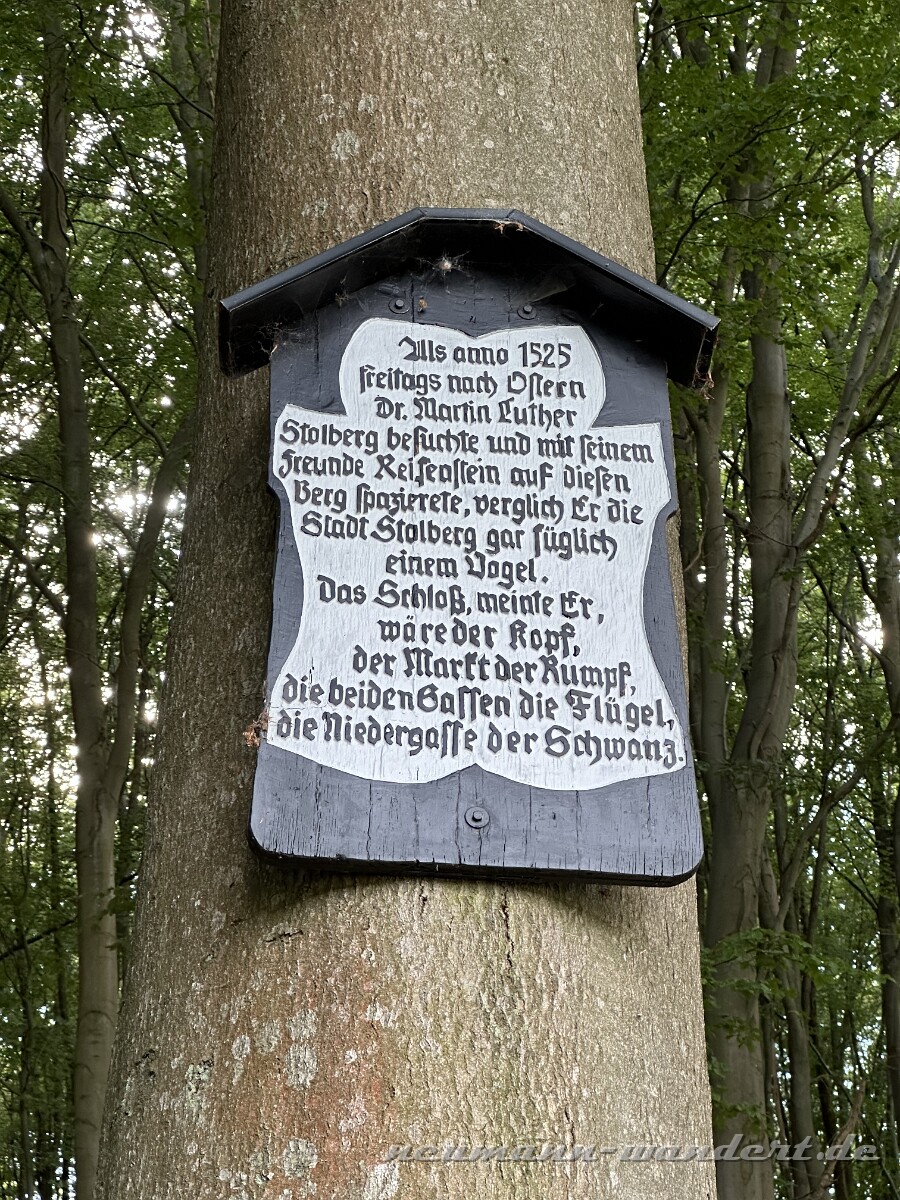 Als anno 1525
freitags nach Ostern
Dr. Martin Luther
Stolberg besuchte und mit seinem
Freunde Reifenstein auf diesen
Berg spazierete, verglich Er die
Stadt Stolberg gar füglich
einem Vogel.
Das Schloß, meinte Er,
wäre der Kopf,
der Markt der Rumpf,
die beiden Gassen die Flügel,
die Niedergasse der Schwanz.
neumann-wandert.de